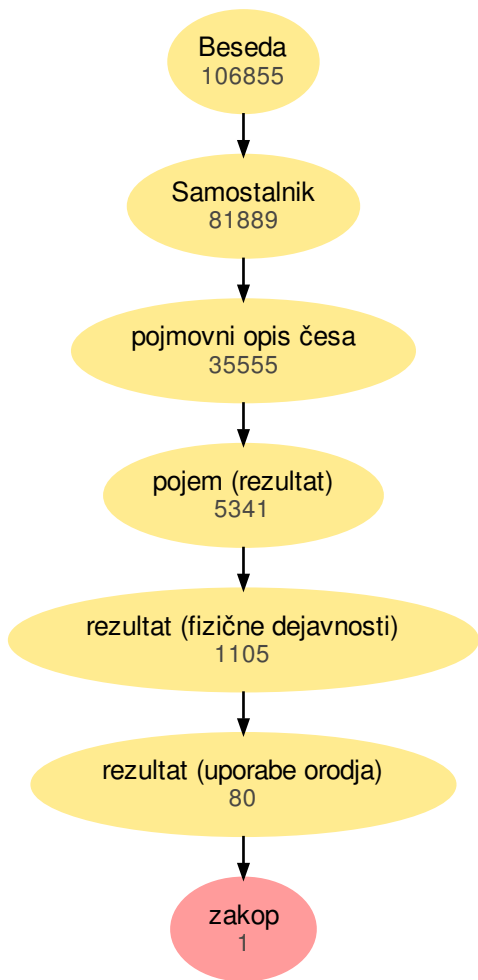 Beseda
106855
Samostalnik
81889
pojmovni opis česa
35555
pojem (rezultat)
5341
rezultat (fizične dejavnosti)
1105
rezultat (uporabe orodja)
80
zakop
1